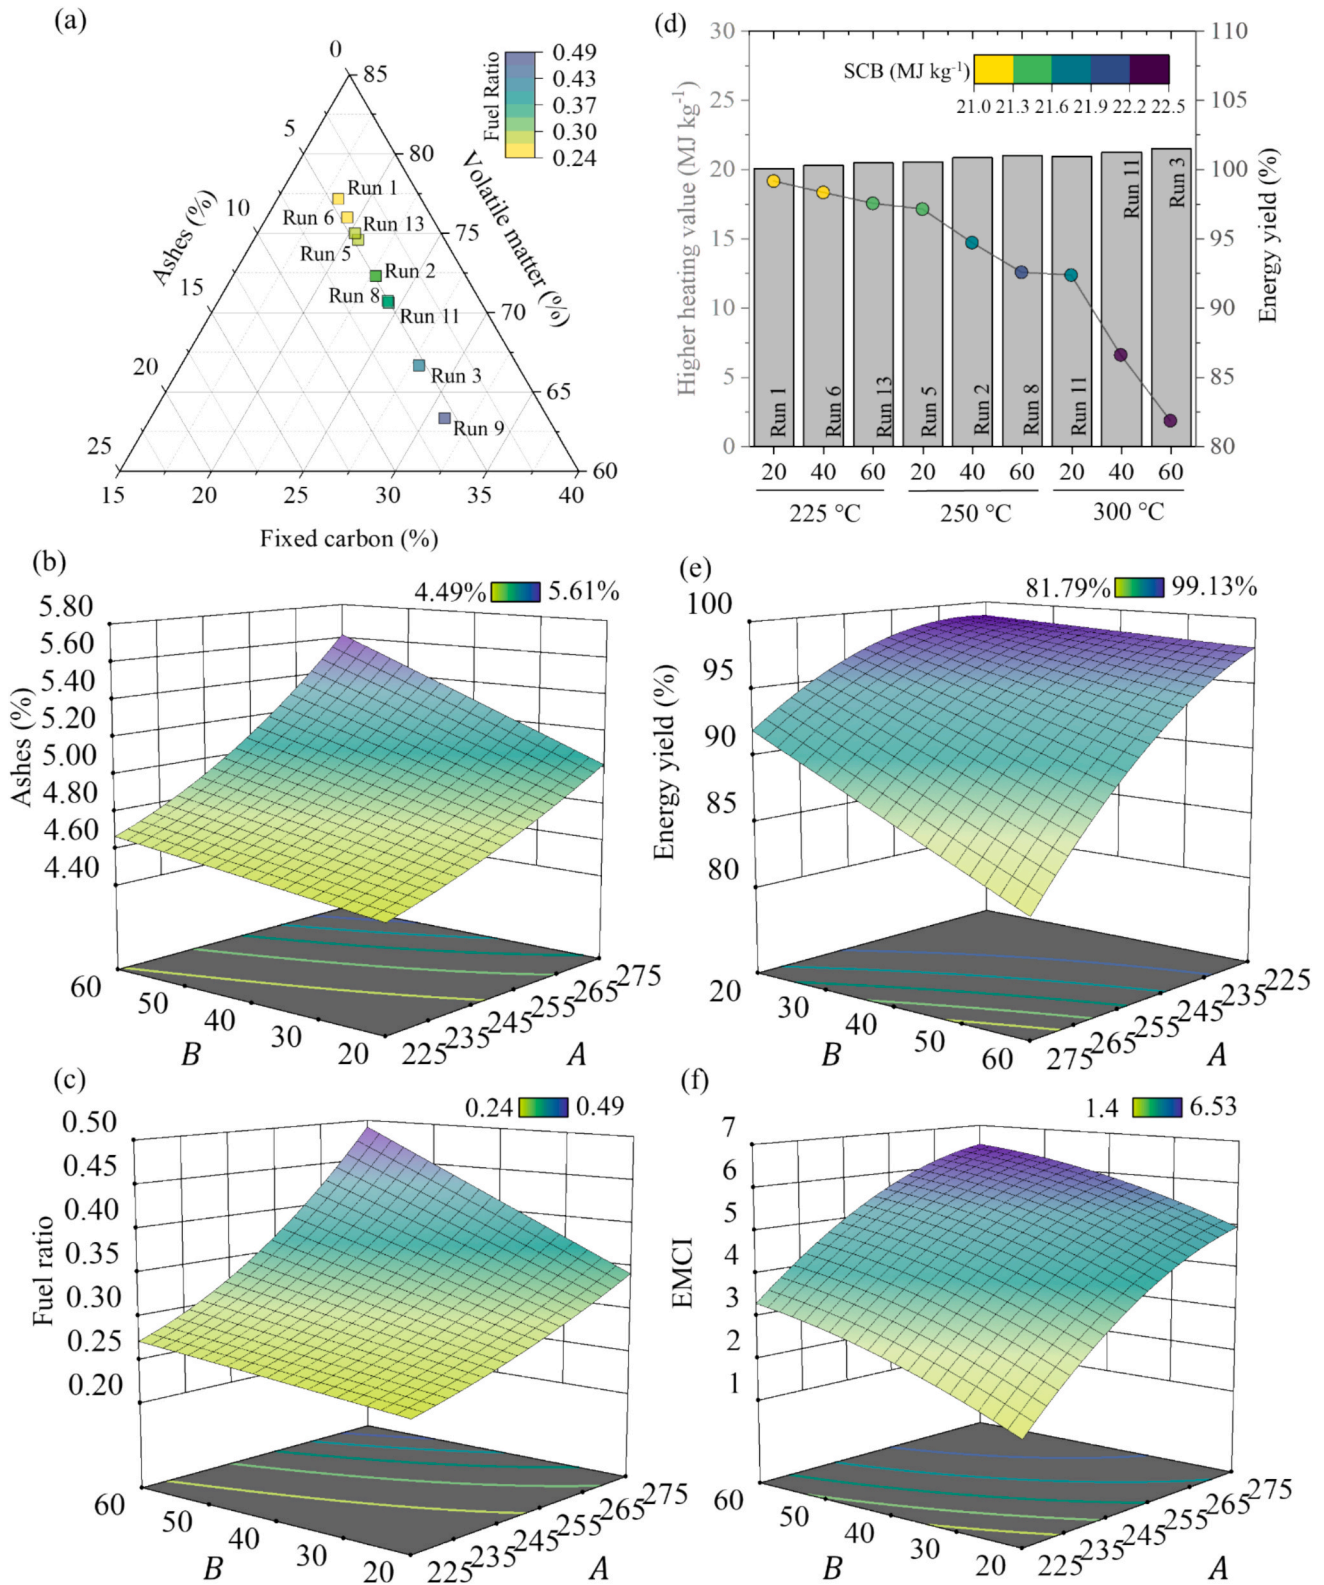 (a)
0
85
5
80
10
75
15
70
20
65
25
60
15 20 25 30 35 40
Ashes (%)
Volatile matter (%)
Fixed carbon (%)
Fuel Ratio
0.49
0.43
0.37
0.30
0.24
Run 1
Run 6
Run 13
Run 5
Run 2
Run 8
Run 11
Run 3
Run 9
(d)
30
25
20
15
10
5
0
Higher heating value (MJ kg-1)
SCB (MJ kg-1)
21.0 21.3 21.6 21.9 22.2 22.5
110
105
100
95
90
85
80
Energy yield (%)
Run 1
Run 6
Run 13
Run 5
Run 2
Run 8
Run 11
Run 11
Run 3
20 40 60 20 40 60 20 40 60
225 °C 250 °C 300 °C
(b)
4.49% 5.61%
5.80
5.60
5.40
5.20
5.00
4.80
4.60
4.40
Ashes (%)
60 50 40 30 20
B
225 235 245 255 265 275
A
(e)
81.79% 99.13%
100
95
90
85
80
Energy yield (%)
20 30 40 50 60
B
275 265 255 245 235 225
A
(c)
0.24 0.49
0.50
0.45
0.40
0.35
0.30
0.25
0.20
Fuel ratio
60 50 40 30 20
B
225 235 245 255 265 275
A
(f)
1.4 6.53
7
6
5
4
3
2
1
EMCI
60 50 40 30 20
B
225 235 245 255 265 275
A